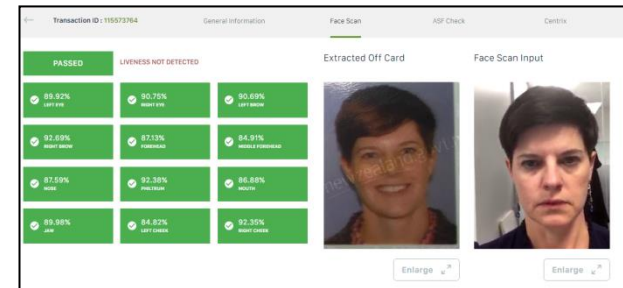 Transaction ID : 115573764
General Information
Face Scan
ASF Check
Centrix
PASSED
LIVENESS NOT DETECTED
Extracted Off Card
Face Scan Input
89.92%
LEFT EYE
90.75%
RIGHT EYE
90.69%
LEFT BROW
92.69%
RIGHT BROW
87.13%
FOREHEAD
84.91%
MIDDLE FOREHEAD
87.59%
NOSE
92.38%
PHILTRUM
86.88%
MOUTH
89.98%
JAW
84.82%
LEFT CHEEK
92.35%
RIGHT CHEEK
Enlarge
Enlarge